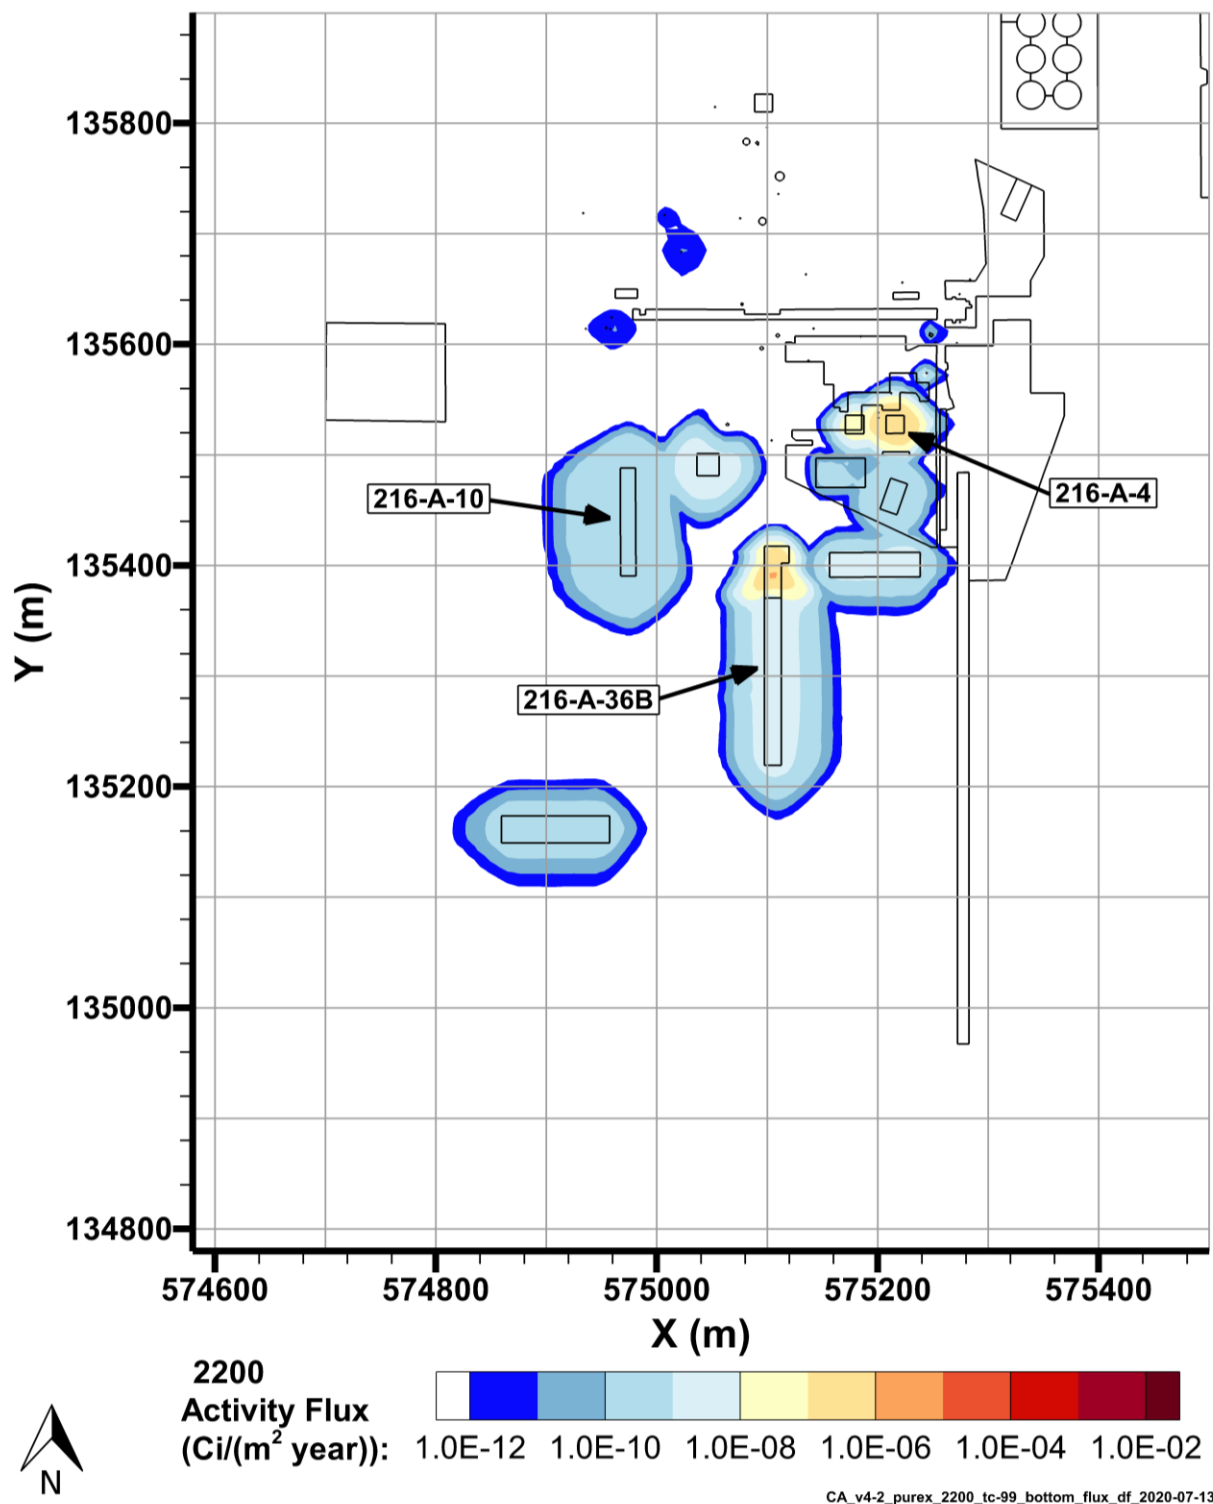 135800
135600
216-A-10
216-A-4
135400
216-A-36B
135200
135000
134800
Y (m)
574600 574800 575000 575200 575400
X (m)
2200
Activity Flux
(Ci/(m² year)):
1.0E-12 1.0E-10 1.0E-08 1.0E-06 1.0E-04 1.0E-02
N
CA_v4-2_purex_2200_tc-99_bottom_flux_df_2020-07-13